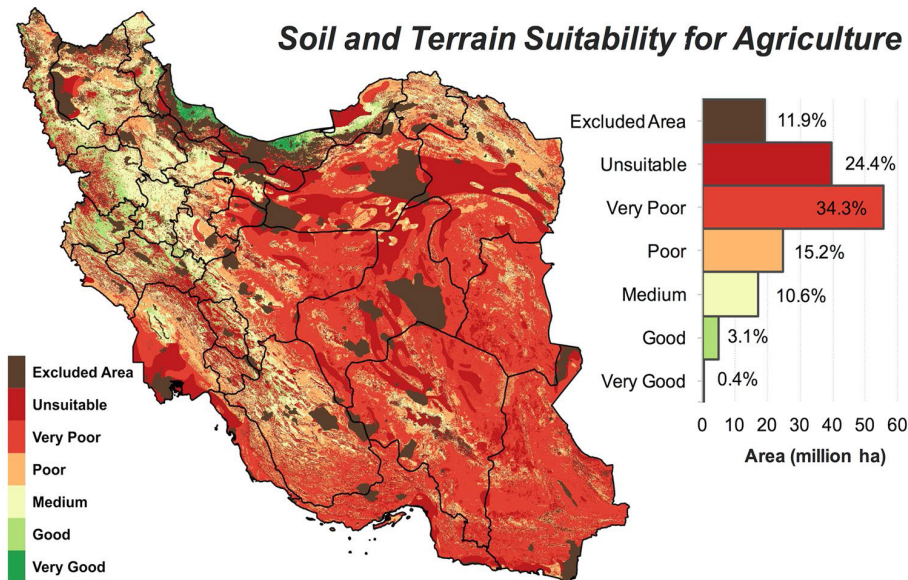 Soil and Terrain Suitability for Agriculture
Excluded Area
11.9%
Unsuitable
24.4%
Very Poor
34.3%
Poor
15.2%
Medium
10.6%
Good
3.1%
Very Good
0.4%
0 10 20 30 40 50 60
Area (million ha)
Excluded Area
Unsuitable
Very Poor
Poor
Medium
Good
Very Good